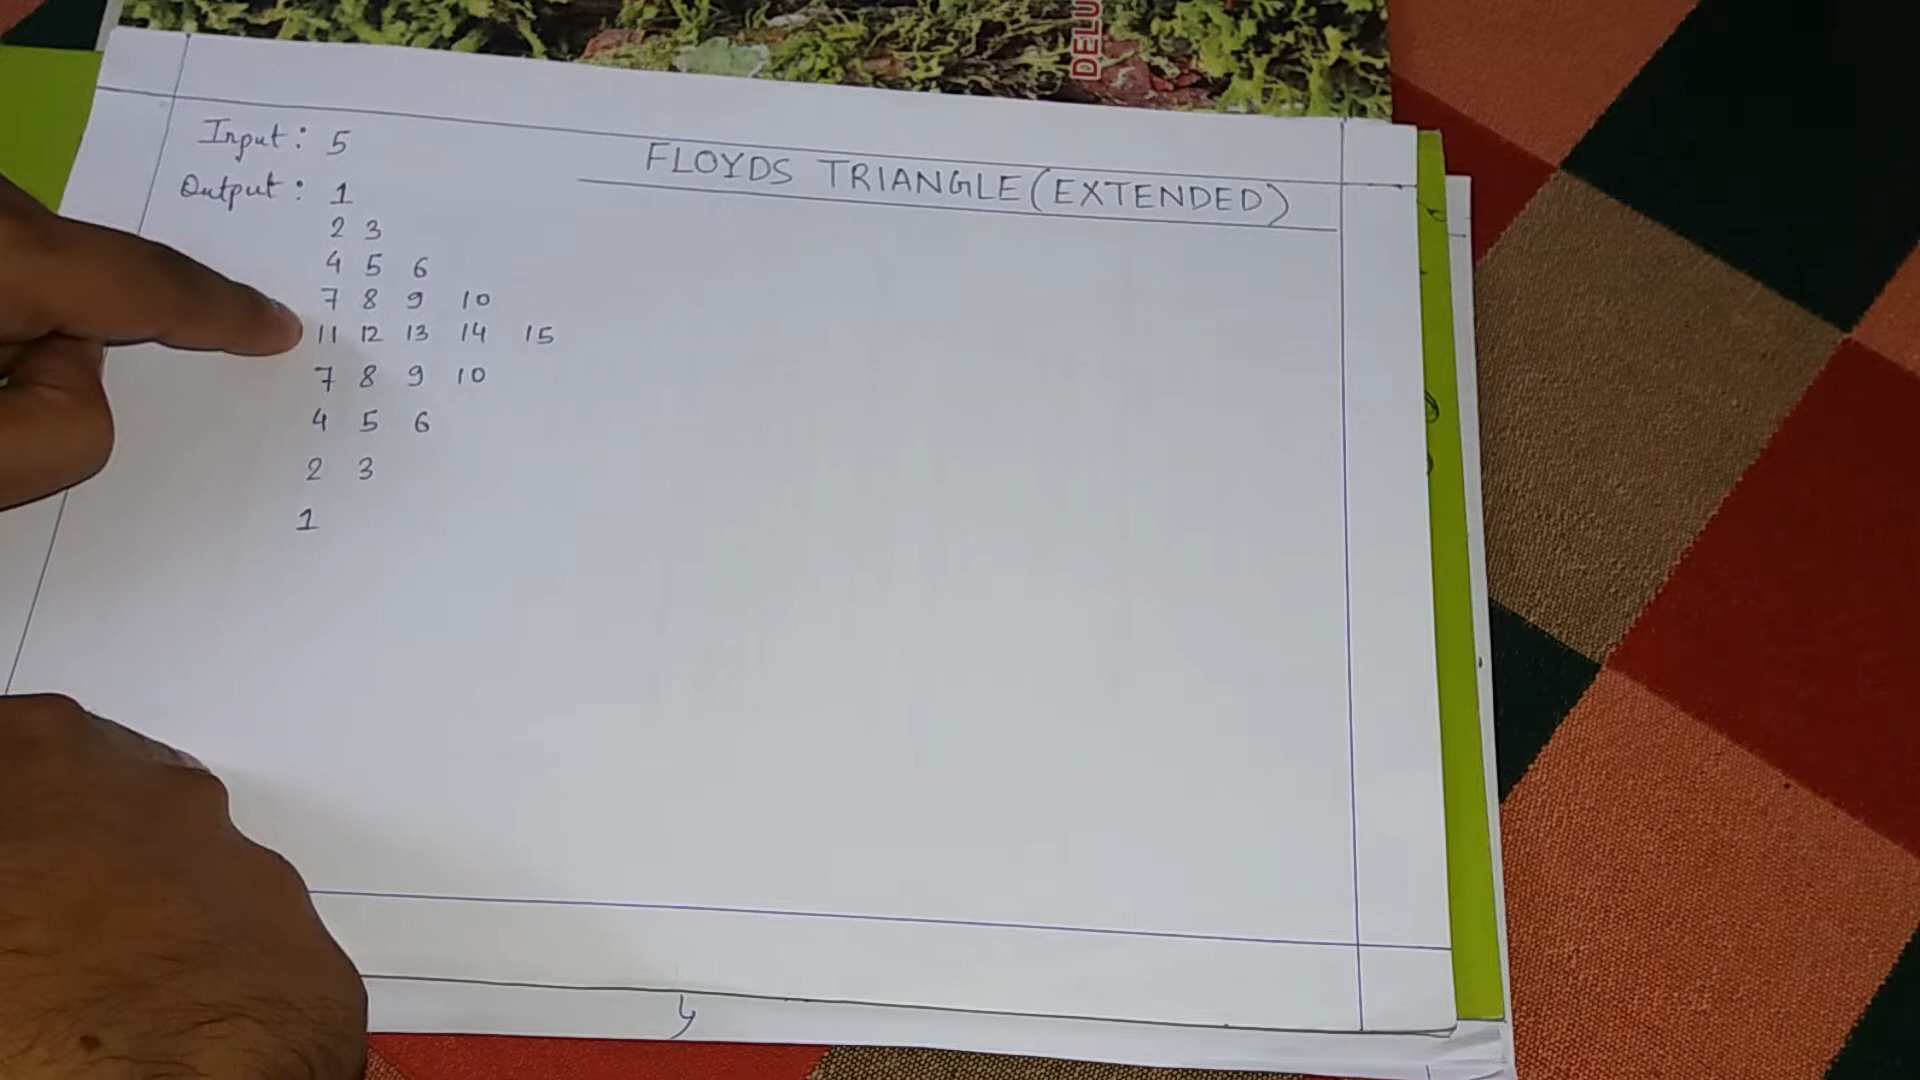 DELU
Input: 5
FLOYDS TRIANGLE (EXTENDED)
Output: 1
2 3
4 5 6
7 8 9 10
11 12 13 14 15
7 8 9 10
4 5 6
2 3
1
y